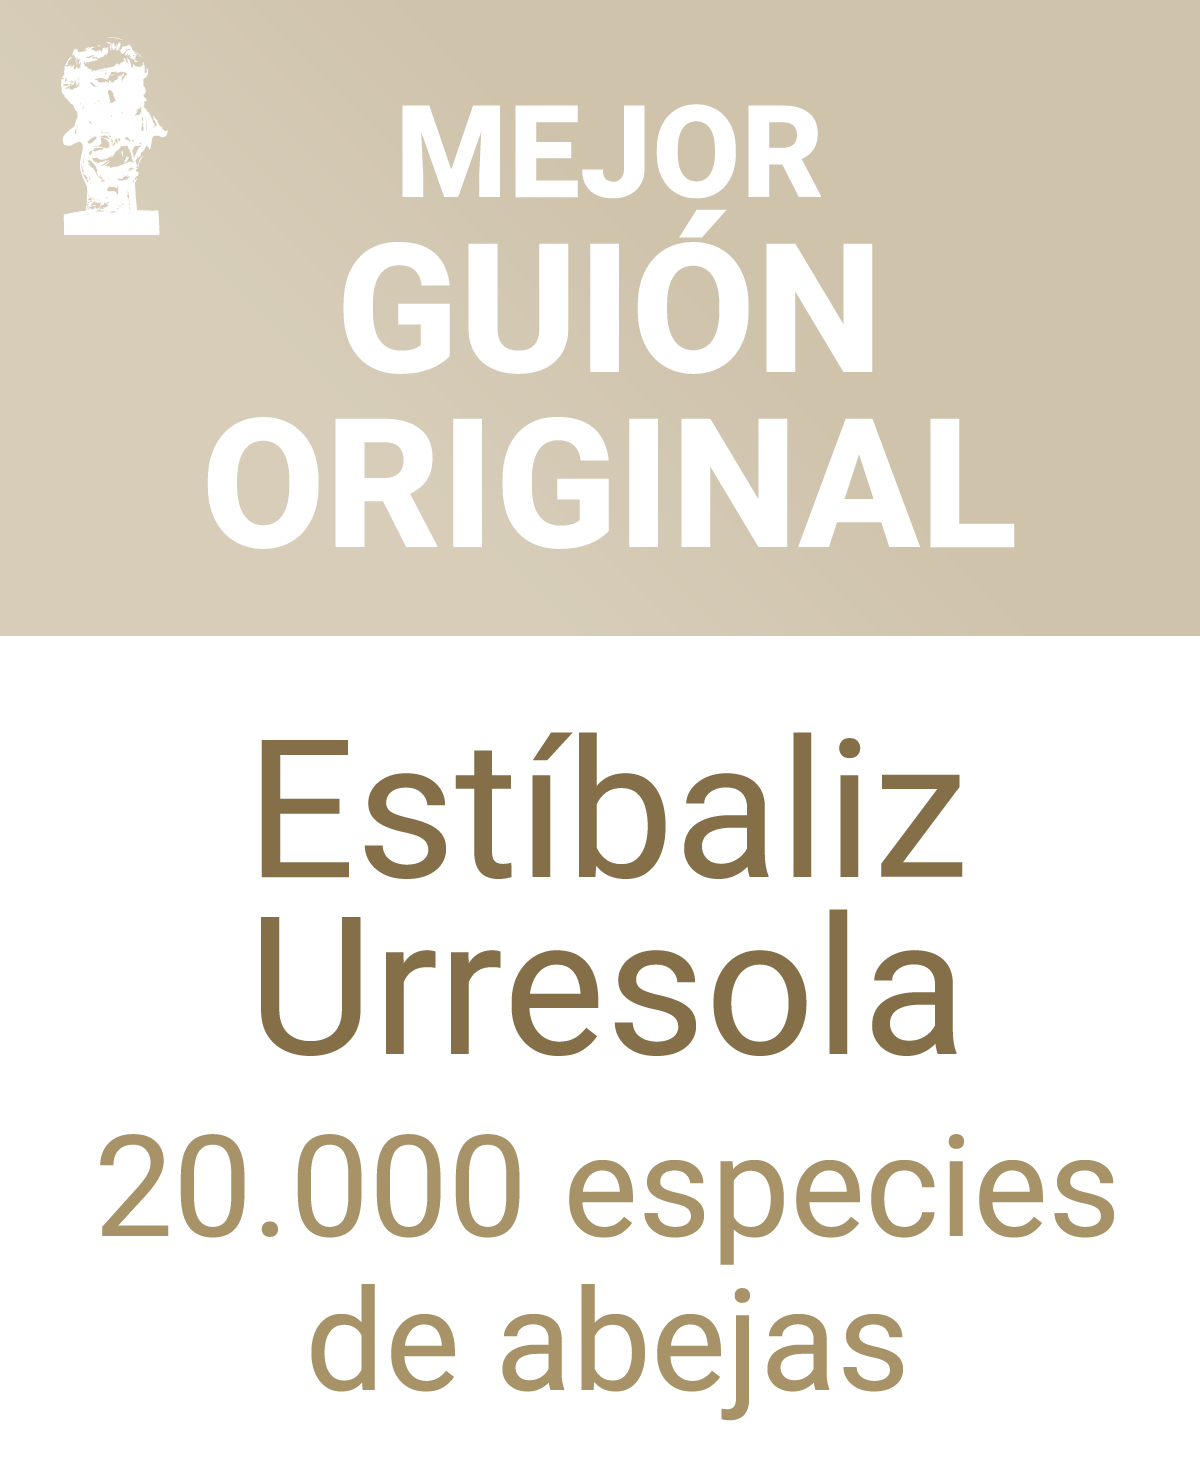 MEJOR
GUIÓN
ORIGINAL
Estíbaliz
Urresola
20.000 especies
de abejas